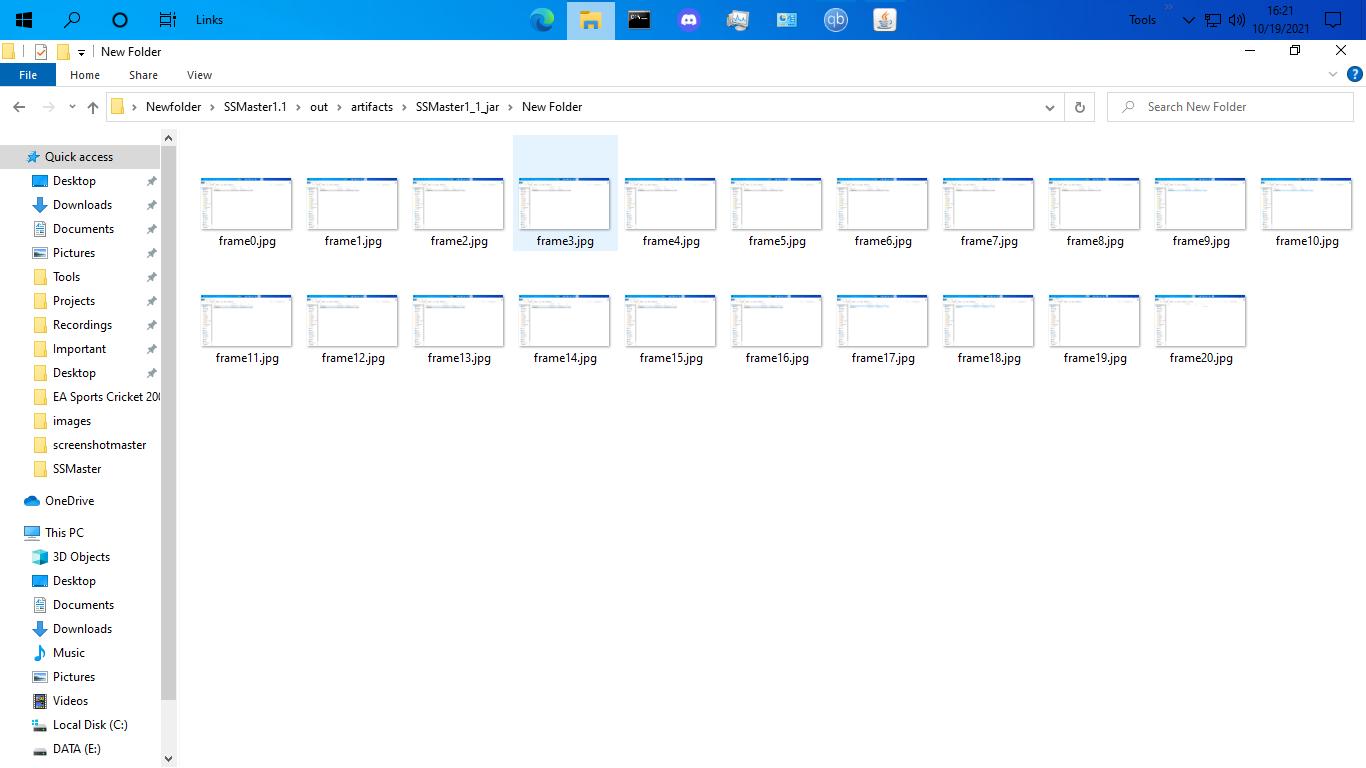 Links
Tools
16:21
10/19/2021
New Folder
File Home Share View
Newfolder SSMaster1.1 out artifacts SSMaster1_1_jar New Folder
Search New Folder
Quick access
Desktop
Downloads
Documents
Pictures
Tools
Projects
Recordings
Important
Desktop
EA Sports Cricket 200
images
screenshotmaster
SSMaster
OneDrive
This PC
3D Objects
Desktop
Documents
Downloads
Music
Pictures
Videos
Local Disk (C:)
DATA (E:)
frame0.jpg frame1.jpg frame2.jpg frame3.jpg frame4.jpg frame5.jpg frame6.jpg frame7.jpg frame8.jpg frame9.jpg frame10.jpg
frame11.jpg frame12.jpg frame13.jpg frame14.jpg frame15.jpg frame16.jpg frame17.jpg frame18.jpg frame19.jpg frame20.jpg